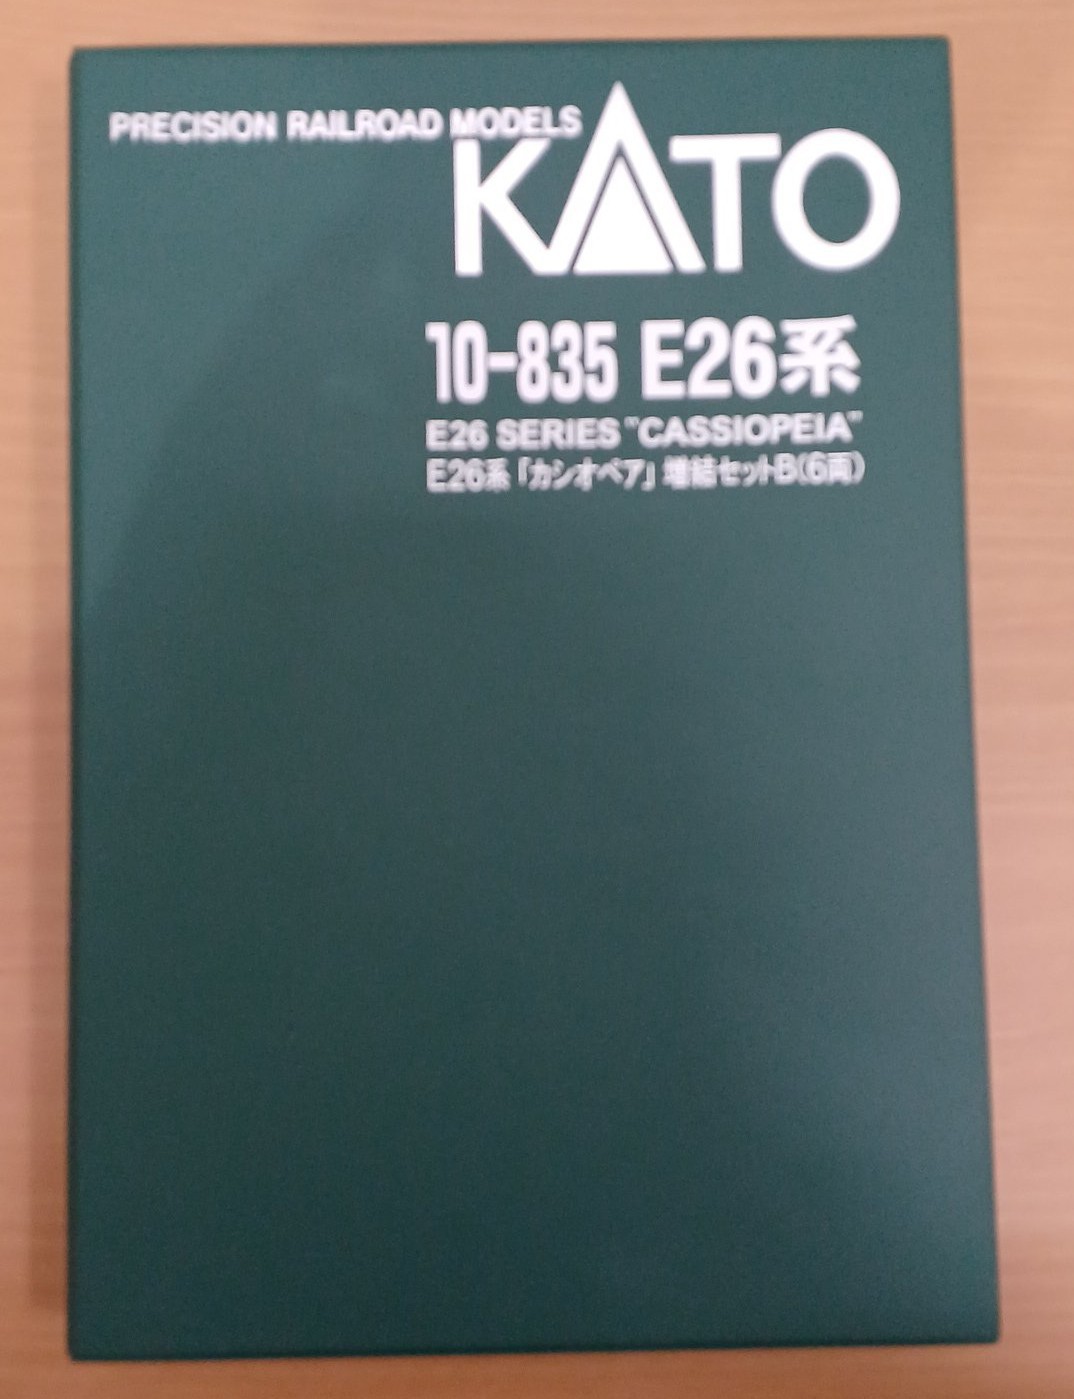 PRECISION RAILROAD MODELS
KATO
10-835 E26系
E26 SERIES "CASSIOPEIA"
E26系「カシオペア」増結セットB(6両)